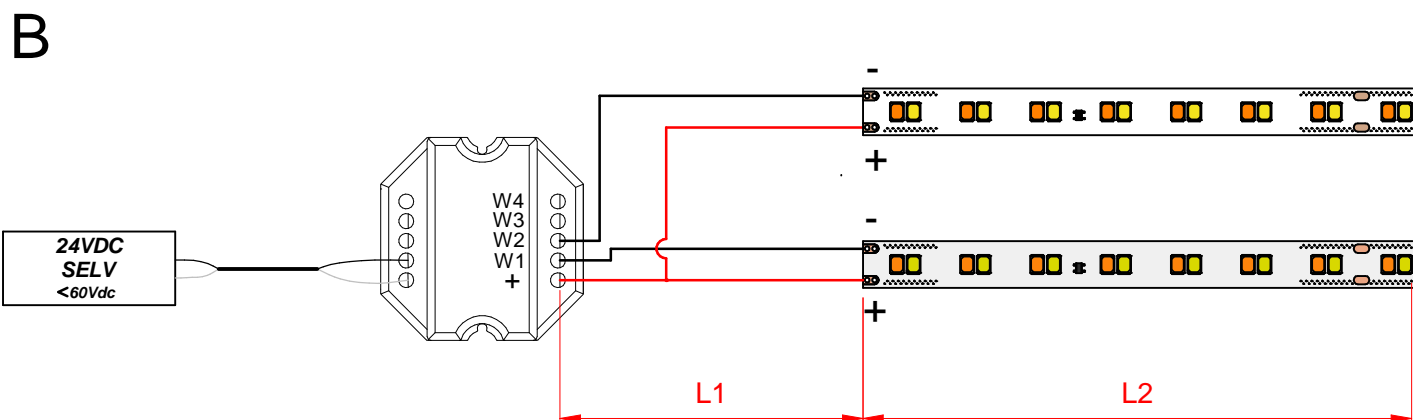 B
-
+
W4
W3
W2
W1
+
24VDC
SELV
<60Vdc
-
+
L1
L2